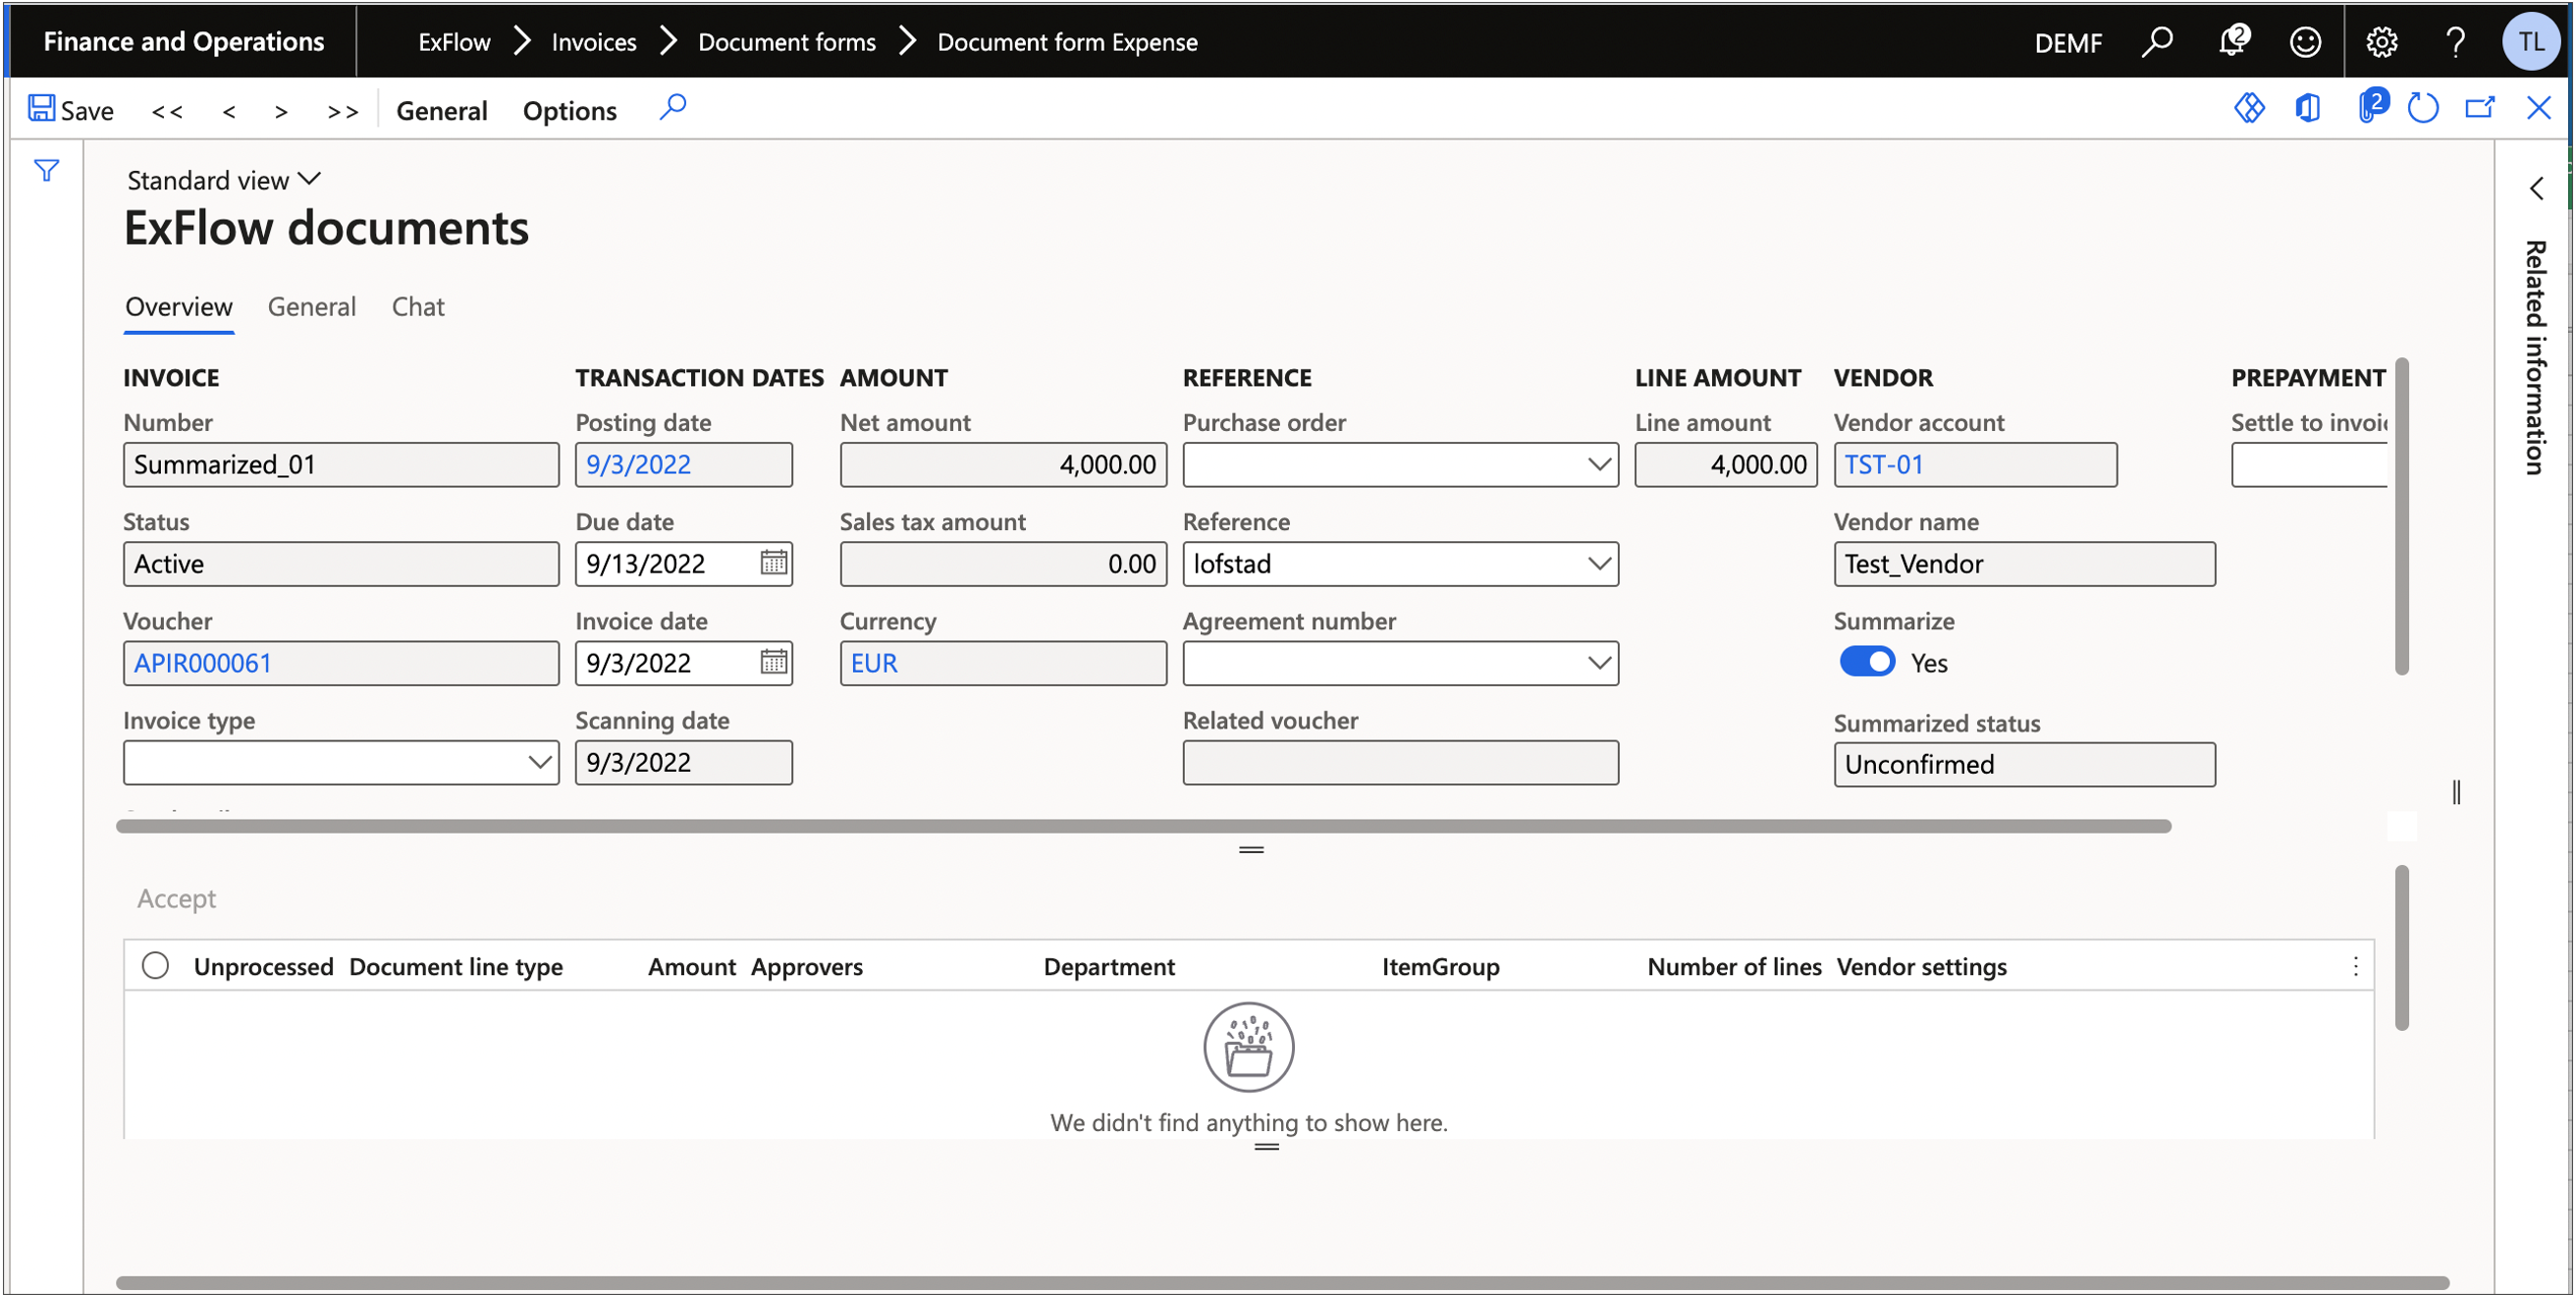 Finance and Operations
ExFlow > Invoices > Document forms > Document form Expense
DEMF
2
?
TL
Save << < > >> General Options
2
Standard view
ExFlow documents
Overview General Chat
INVOICE TRANSACTION DATES AMOUNT REFERENCE LINE AMOUNT VENDOR PREPAYMENT
Number Posting date Net amount Purchase order Line amount Vendor account Settle to invoi
Summarized_01 9/3/2022 4,000.00 4,000.00 TST-01
Status Due date Sales tax amount Reference Vendor name
Active 9/13/2022 0.00 lofstad Test_Vendor
Voucher Invoice date Currency Agreement number Summarize
APIR000061 9/3/2022 EUR Yes
Invoice type Scanning date Related voucher Summarized status
9/3/2022 Unconfirmed
Related information
Accept
Unprocessed Document line type Amount Approvers Department ItemGroup Number of lines Vendor settings
We didn't find anything to show here.